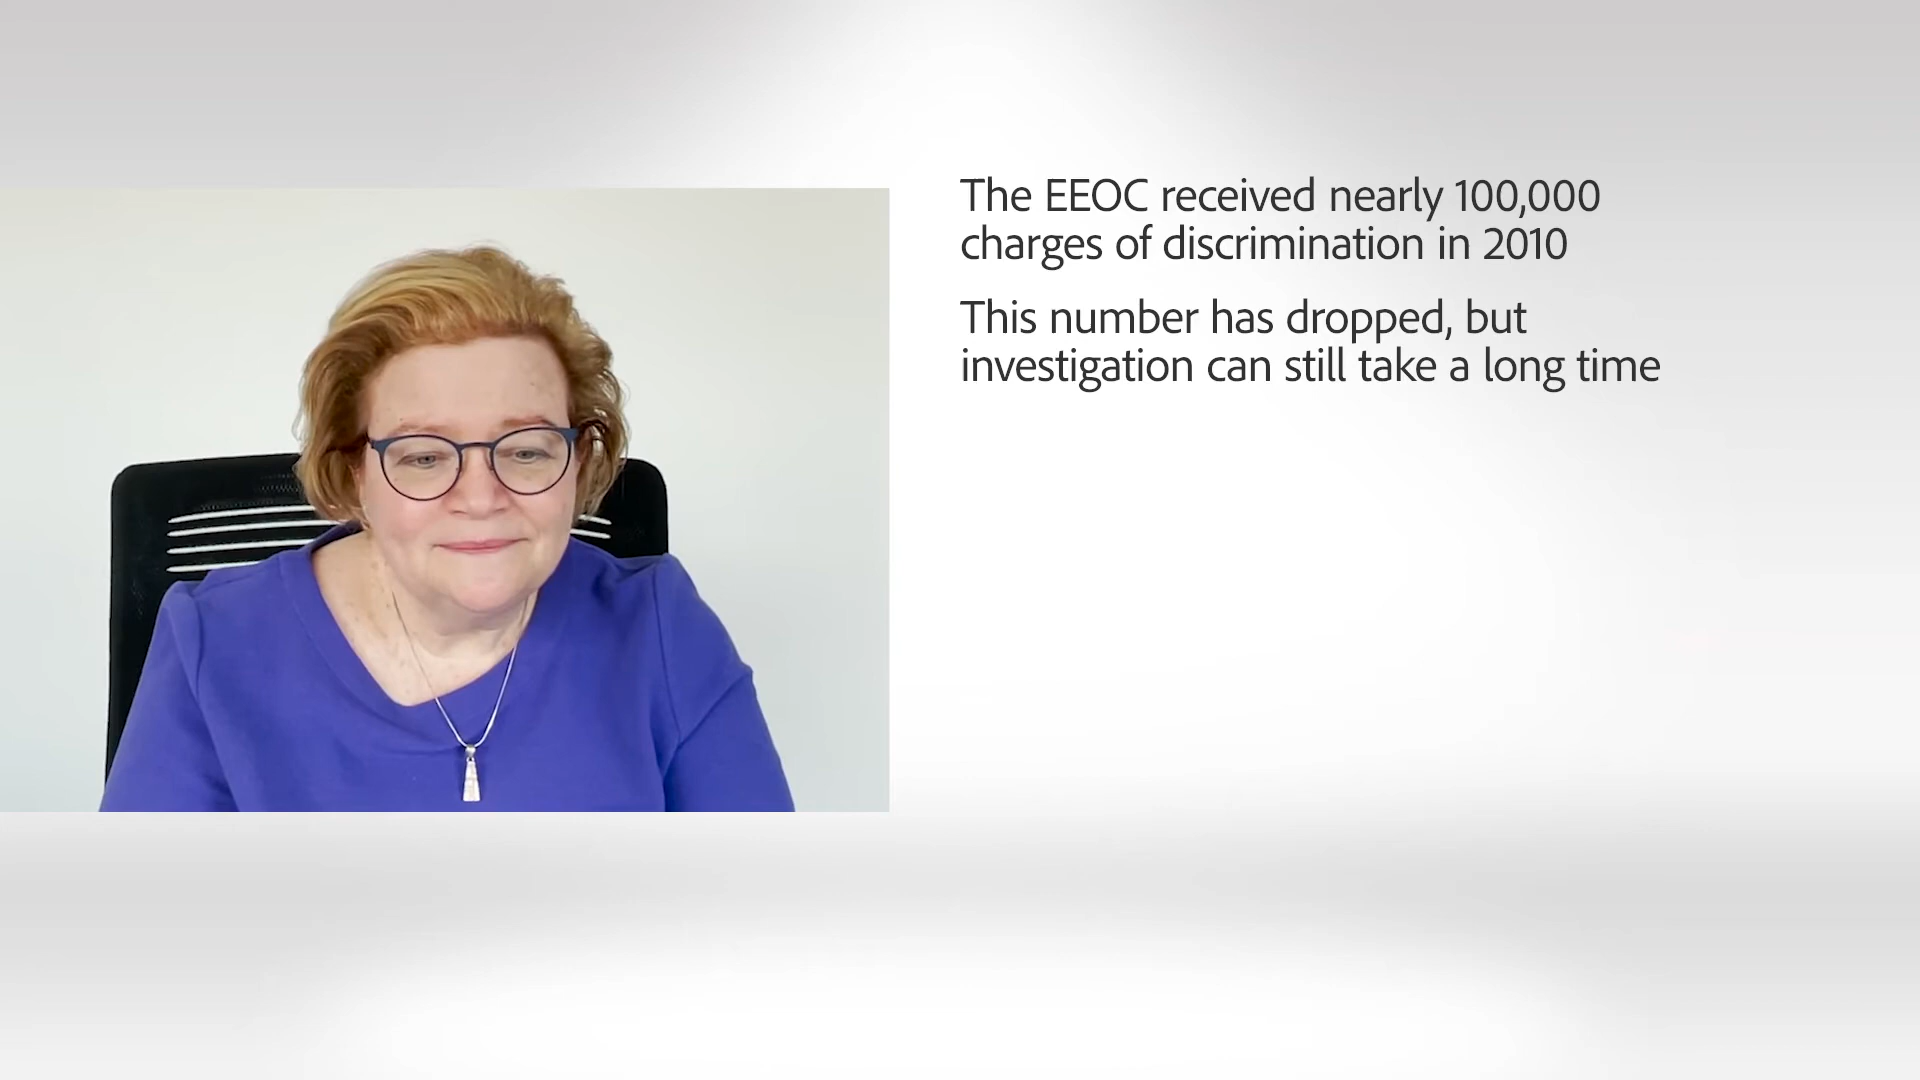 The EEOC received nearly 100,000
charges of discrimination in 2010
This number has dropped, but
investigation can still take a long time